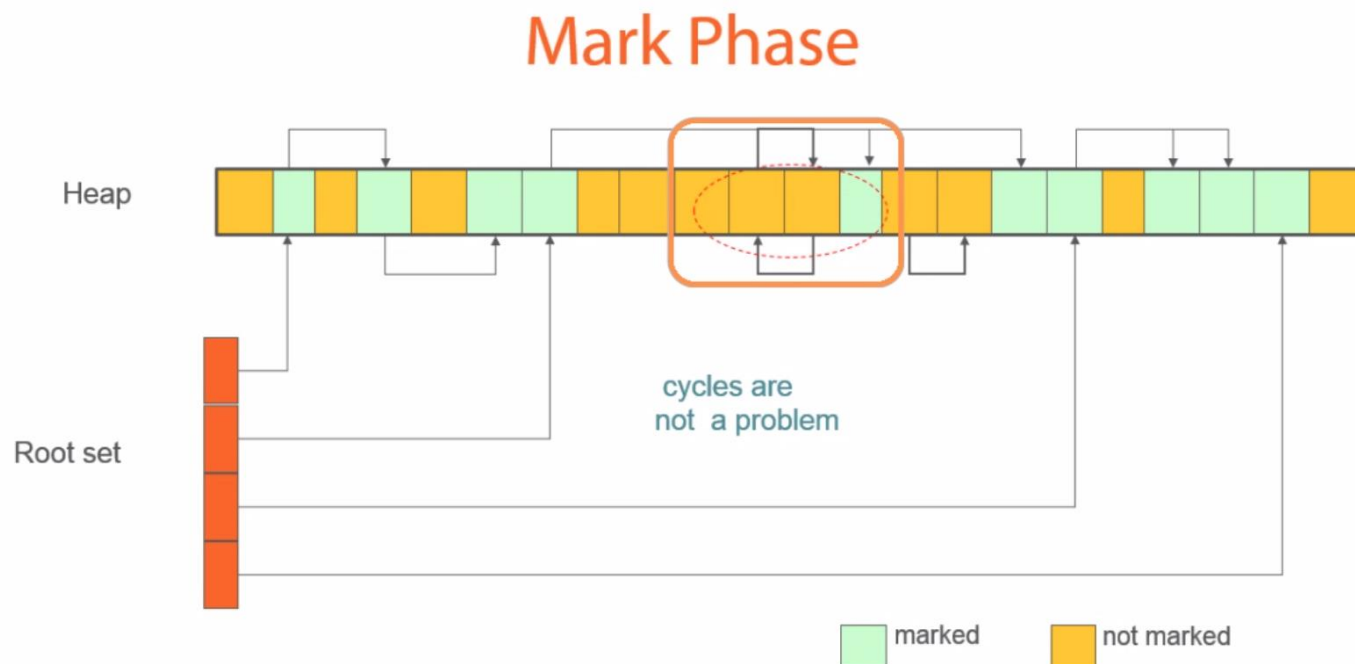 Mark Phase
Heap
cycles are
not a problem
Root set
marked
not marked